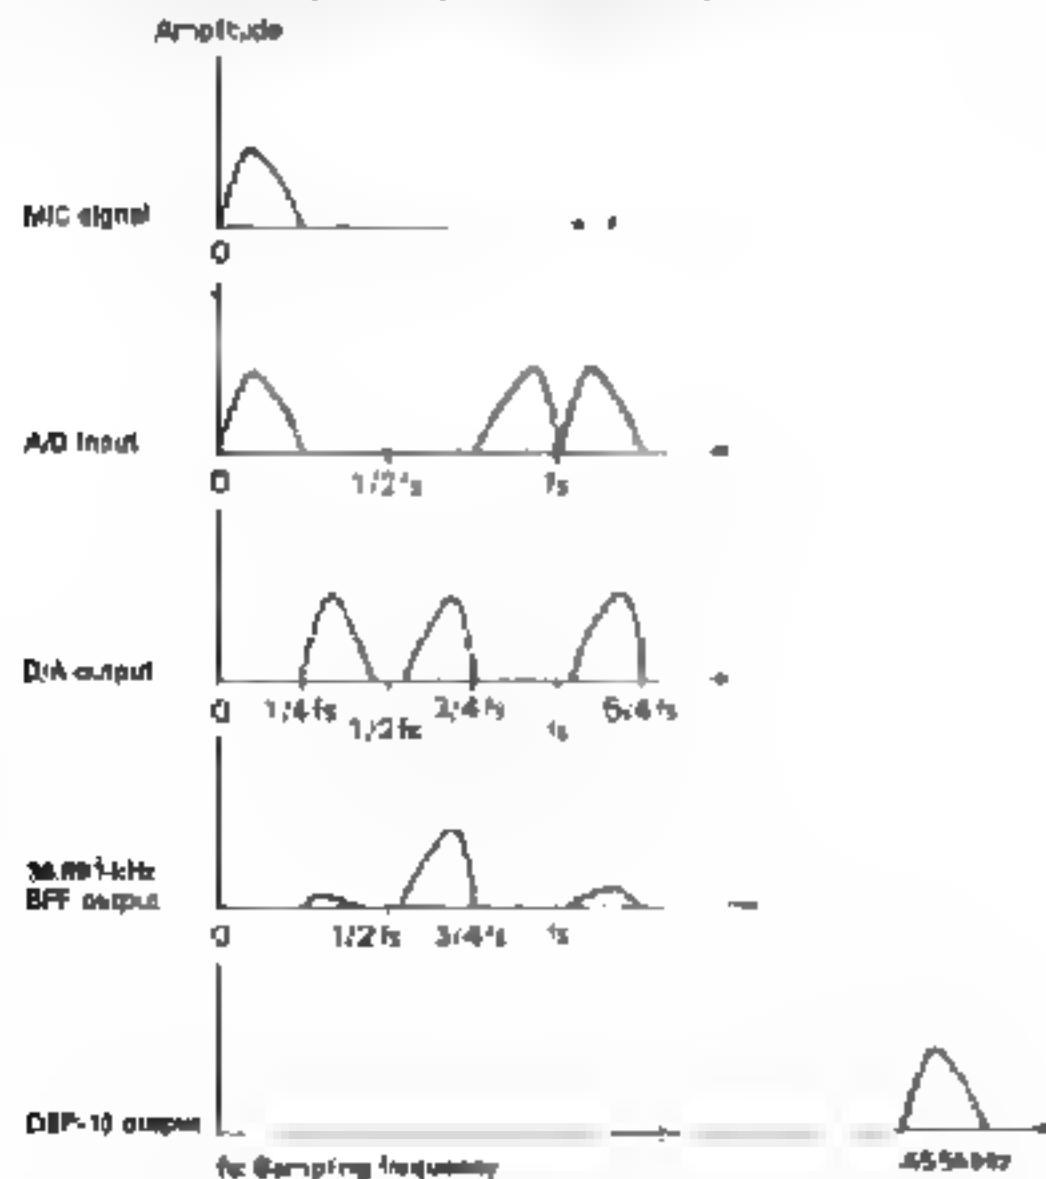 Amplitude
MIC signal
0
A/D input
0 1/2 fs fs
D/A output
0 1/4 fs 1/2 fs 3/4 fs fs 5/4 fs
BPF output
0 1/2 fs 3/4 fs fs
output
fs: Sampling frequency